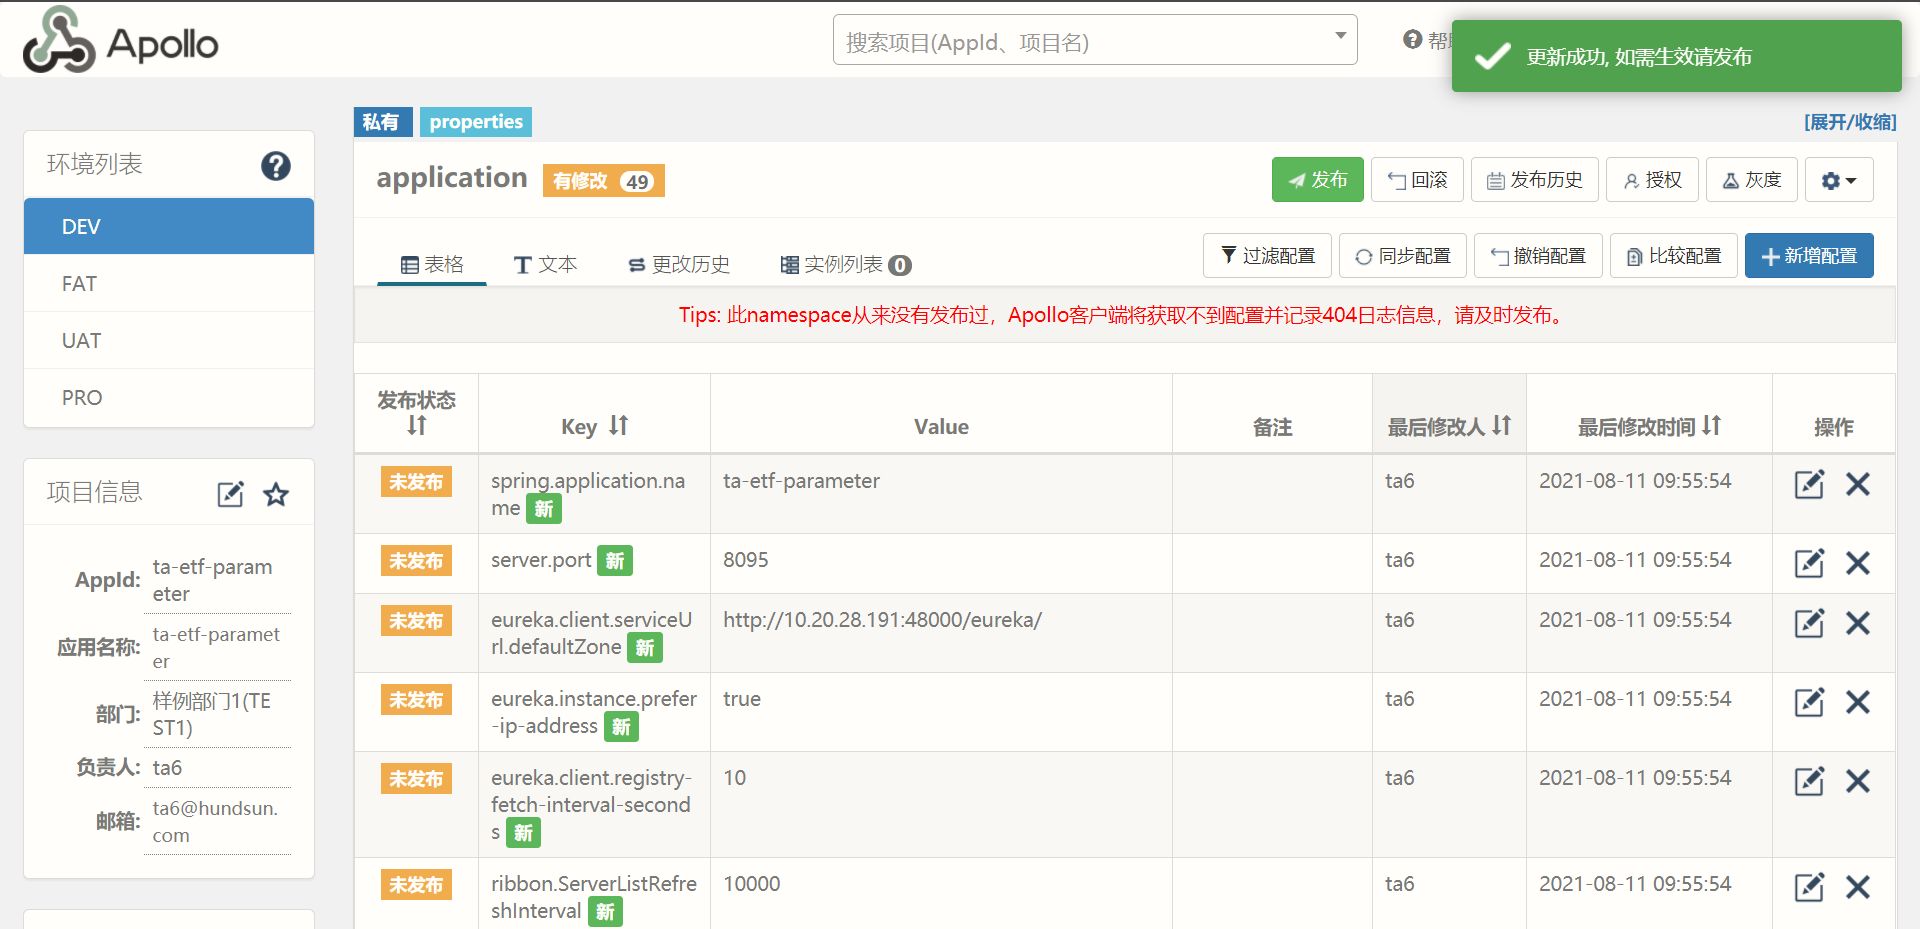 Apollo
搜索项目(AppId、项目名)
更新成功, 如需生效请发布
私有
properties
[展开/收缩]
环境列表
DEV
FAT
UAT
PRO
application
有修改 49
发布
回滚
发布历史
授权
灰度
表格
文本
更改历史
实例列表 0
过滤配置
同步配置
撤销配置
比较配置
新增配置
Tips: 此namespace从来没有发布过，Apollo客户端将获取不到配置并记录404日志信息，请及时发布。
项目信息
AppId:
ta-etf-param
eter
应用名称:
ta-etf-paramet
er
部门:
样例部门1(TE
ST1)
负责人:
ta6
邮箱:
ta6@hundsun.
com
发布状态
Key
Value
备注
最后修改人
最后修改时间
操作
未发布
spring.application.na
me 新
ta-etf-parameter
ta6
2021-08-11 09:55:54
未发布
server.port 新
8095
ta6
2021-08-11 09:55:54
未发布
eureka.client.serviceU
rl.defaultZone 新
http://10.20.28.191:48000/eureka/
ta6
2021-08-11 09:55:54
未发布
eureka.instance.prefer
-ip-address 新
true
ta6
2021-08-11 09:55:54
未发布
eureka.client.registry-
fetch-interval-second
s 新
10
ta6
2021-08-11 09:55:54
未发布
ribbon.ServerListRefre
shInterval 新
10000
ta6
2021-08-11 09:55:54